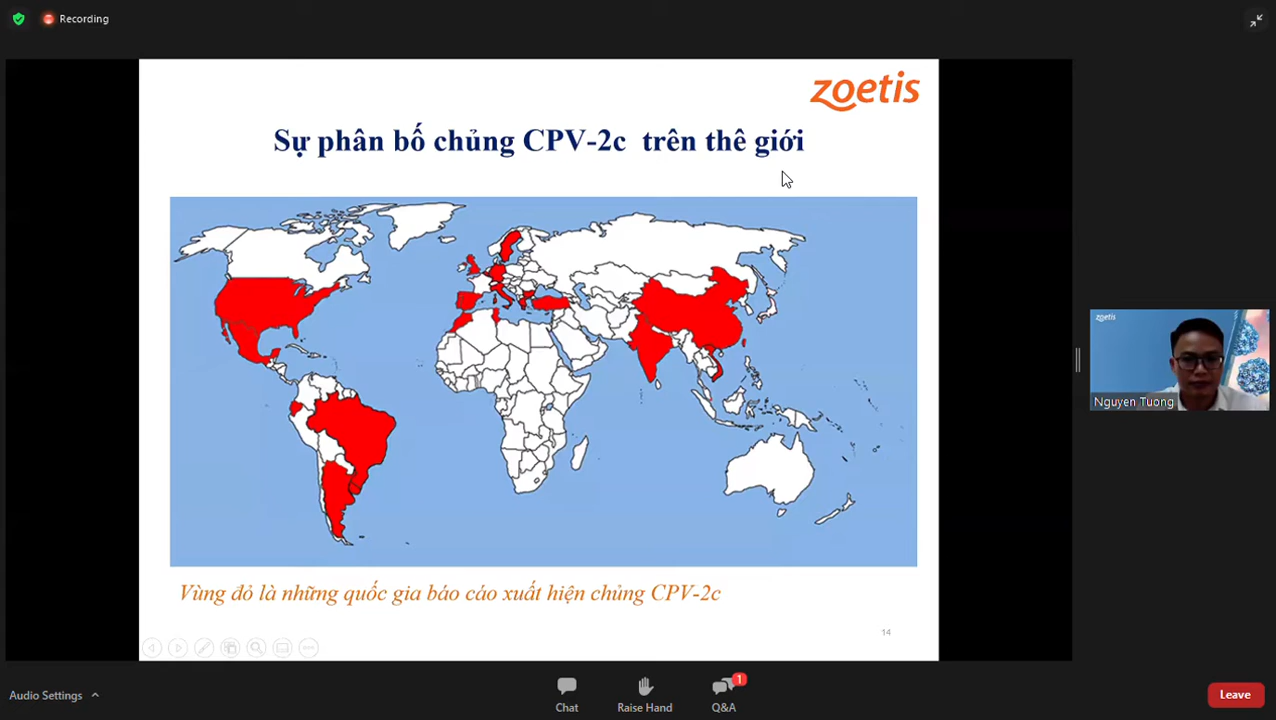 Recording
zoetis
Sự phân bố chủng CPV-2c trên thê giới
zoetis
Nguyen Tuong
Vùng đỏ là những quốc gia báo cáo xuất hiện chủng CPV-2c
14
Audio Settings
Chat
Raise Hand
1
Q&A
Leave